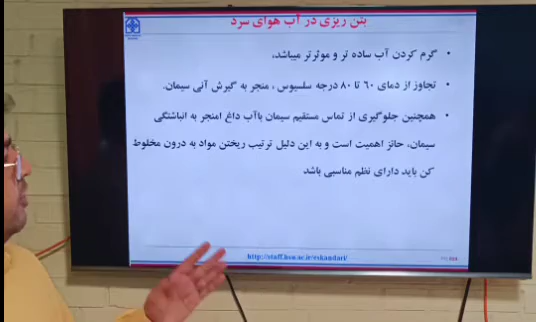 بتن ریزی در آب هوای سرد
• گرم کردن آب ساده تر و موثرتر میباشد،
• تجاوز از دمای ٦٠ تا ٨٠ درجه سلسیوس ، منجر به گیرش آنی سیمان.
• همچنین جلوگیری از تماس مستقیم سیمان باآب داغ امنجر به انباشتگی
سیمان، حائز اهمیت است و به این دلیل ترتیب ریختن مواد به درون مخلوط
کن باید دارای نظم مناسبی باشد
http://staff.hsu.ac.ir/eskandari/